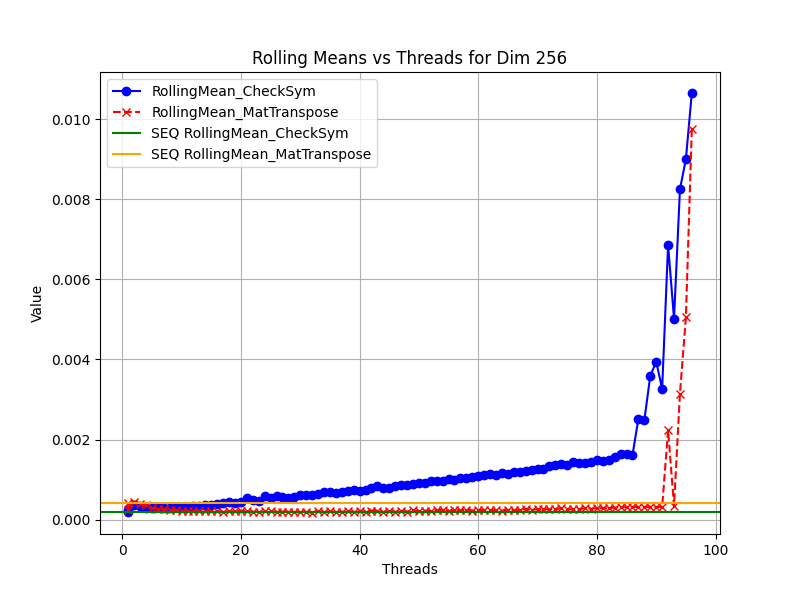 Rolling Means vs Threads for Dim 256
RollingMean_CheckSym
RollingMean_MatTranspose
SEQ RollingMean_CheckSym
SEQ RollingMean_MatTranspose
Value
0.010
0.008
0.006
0.004
0.002
0.000
0 20 40 60 80 100
Threads